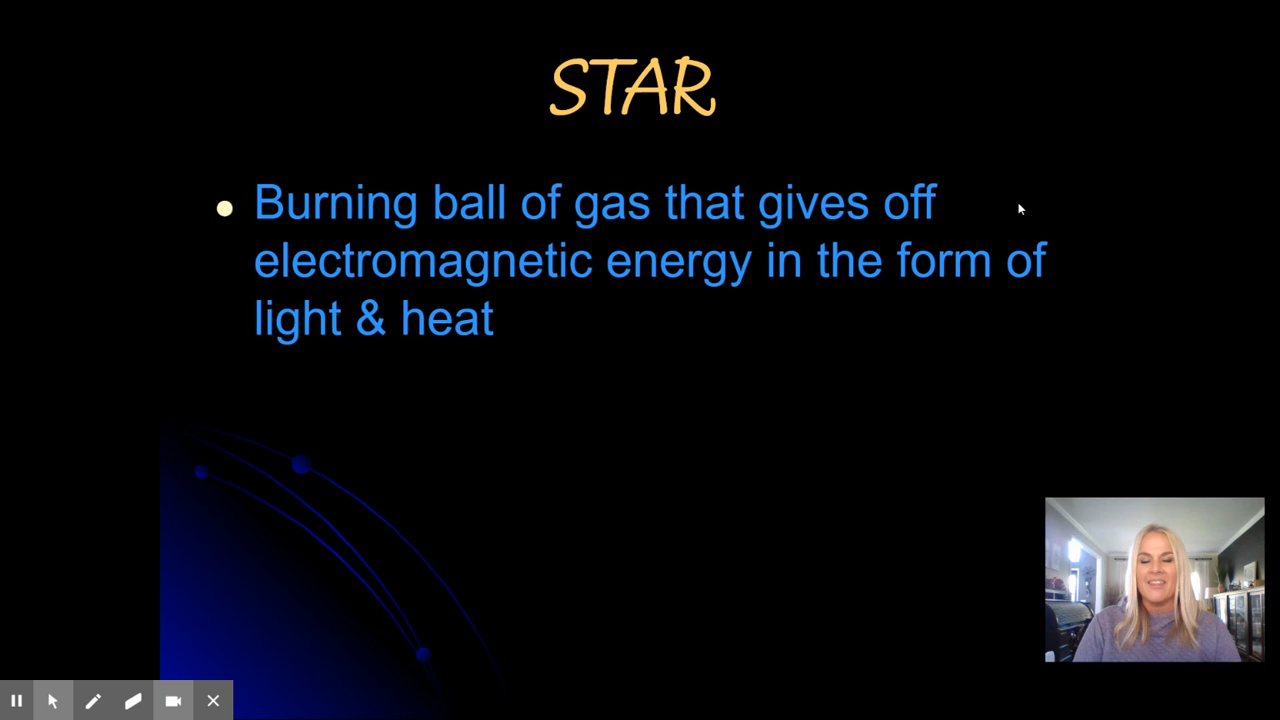 STAR
Burning ball of gas that gives off
electromagnetic energy in the form of
light & heat